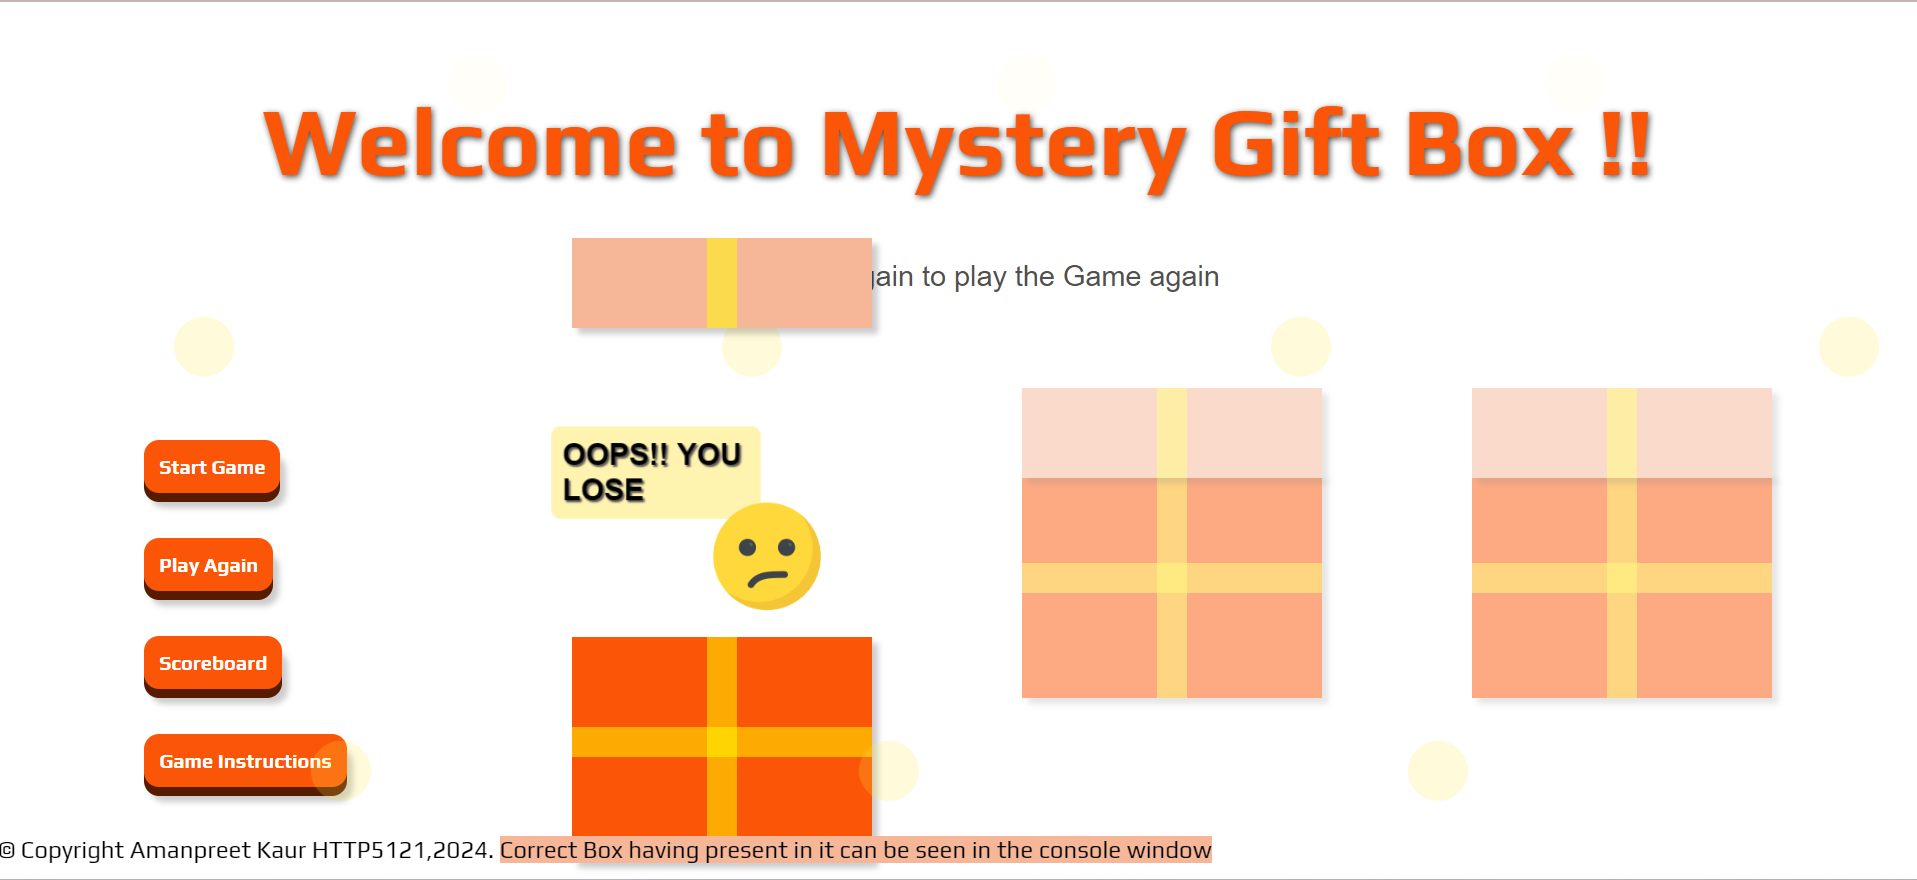 Welcome to Mystery Gift Box !!
to play the Game again
OOPS!! YOU
LOSE
Start Game
Play Again
Scoreboard
Game Instructions
© Copyright Amanpreet Kaur HTTP5121,2024. Correct Box having present in it can be seen in the console window